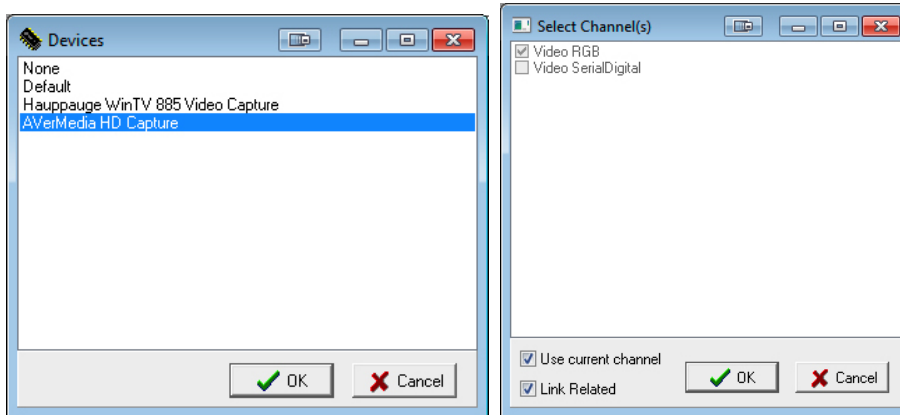 Devices
None
Default
Hauppauge WinTV 885 Video Capture
AVerMedia HD Capture
OK
Cancel
Select Channel(s)
Video RGB
Video SerialDigital
Use current channel
Link Related
OK
Cancel